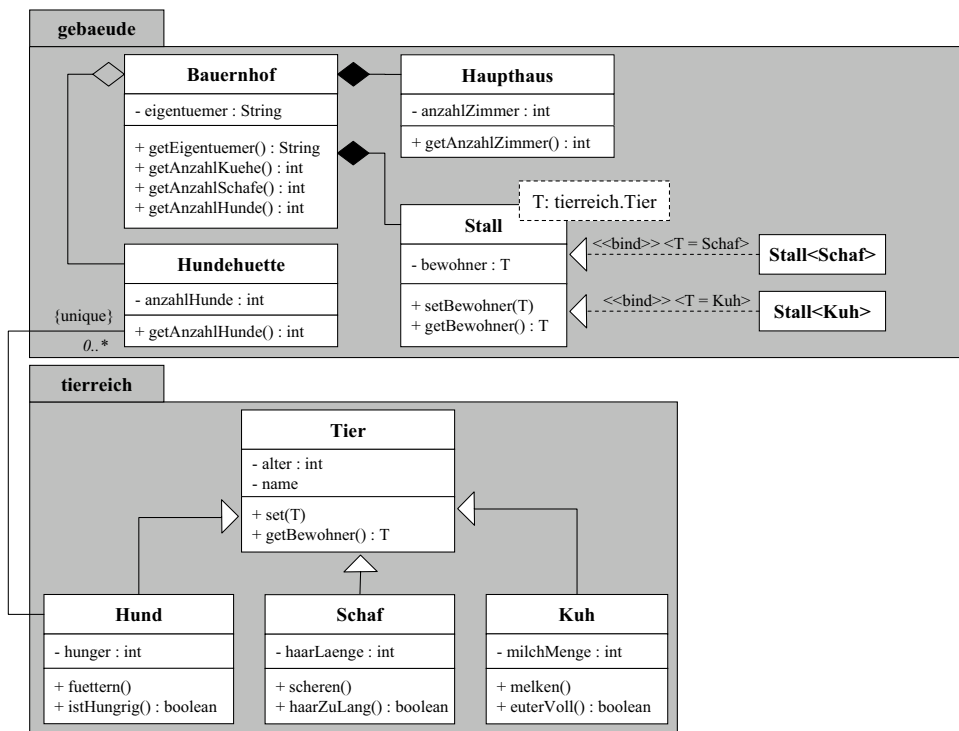 gebaeude
Bauernhof
- eigentuemer : String
+ getEigentuemer() : String
+ getAnzahlKuehe() : int
+ getAnzahlSchafe() : int
+ getAnzahlHunde() : int
Haupthaus
- anzahlZimmer : int
+ getAnzahlZimmer() : int
T: tierreich.Tier
Stall
- bewohner : T
+ setBewohner(T)
+ getBewohner() : T
<<bind>> <T = Schaf>
Stall<Schaf>
<<bind>> <T = Kuh>
Stall<Kuh>
Hundehuette
- anzahlHunde : int
+ getAnzahlHunde() : int
{unique}
0..*
tierreich
Tier
- alter : int
- name
+ set(T)
+ getBewohner() : T
Hund
- hunger : int
+ fuettern()
+ istHungrig() : boolean
Schaf
- haarLaenge : int
+ scheren()
+ haarZuLang() : boolean
Kuh
- milchMenge : int
+ melken()
+ euterVoll() : boolean